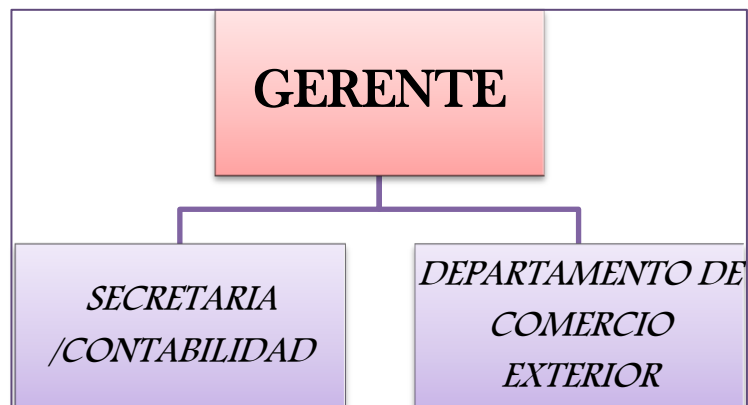 GERENTE
SECRETARIA
/CONTABILIDAD
DEPARTAMENTO DE
COMERCIO
EXTERIOR